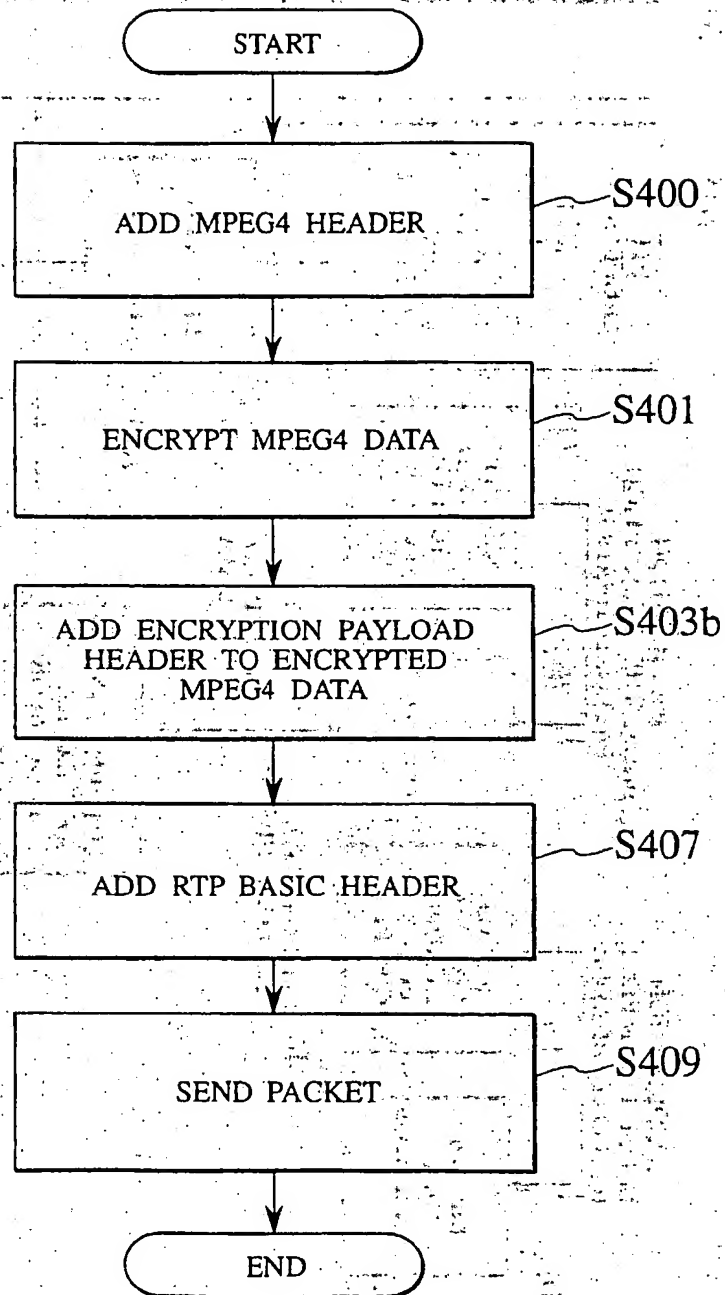 START
ADD MPEG4 HEADER
S400
ENCRYPT MPEG4 DATA
S401
ADD ENCRYPTION PAYLOAD
HEADER TO ENCRYPTED
MPEG4 DATA
S403b
ADD RTP BASIC HEADER
S407
SEND PACKET
S409
END